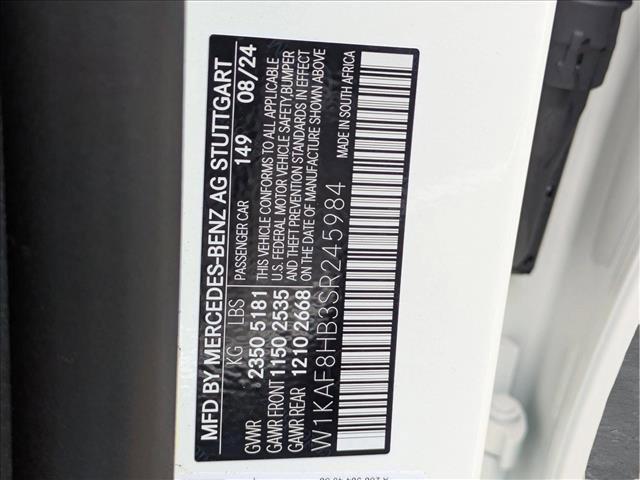 MFD BY MERCEDES-BENZ AG STUTTGART
KG LBS PASSENGER CAR 149 08/24
GVWR 2350 5181 THIS VEHICLE CONFORMS TO ALL APPLICABLE
GAWR FRONT 1150 2535 U.S. FEDERAL MOTOR VEHICLE SAFETY, BUMPER
GAWR REAR 1210 2668 AND THEFT PREVENTION STANDARDS IN EFFECT
ON THE DATE OF MANUFACTURE SHOWN ABOVE
W1KAF8HB3SR245984 MADE IN SOUTH AFRICA